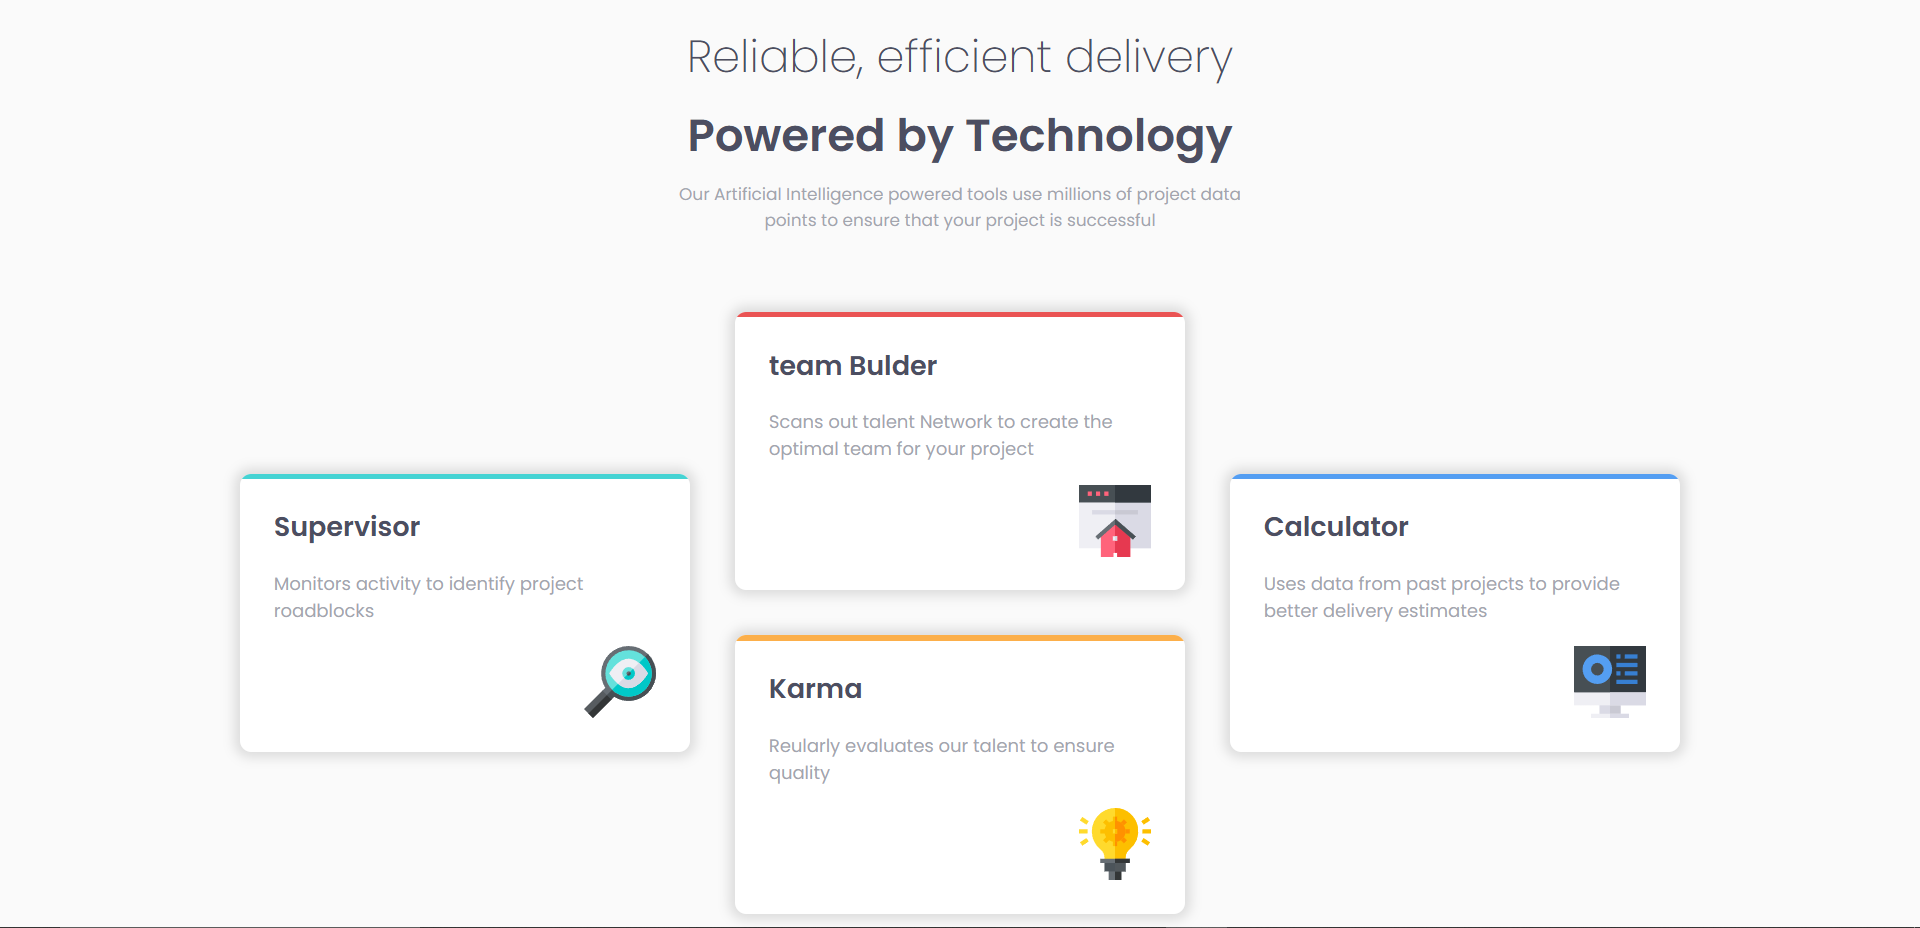 Reliable, efficient delivery
Powered by Technology
Our Artificial Intelligence powered tools use millions of project data
points to ensure that your project is successful
team Bulder
Scans out talent Network to create the
optimal team for your project
Supervisor
Monitors activity to identify project
roadblocks
Calculator
Uses data from past projects to provide
better delivery estimates
Karma
Reularly evaluates our talent to ensure
quality